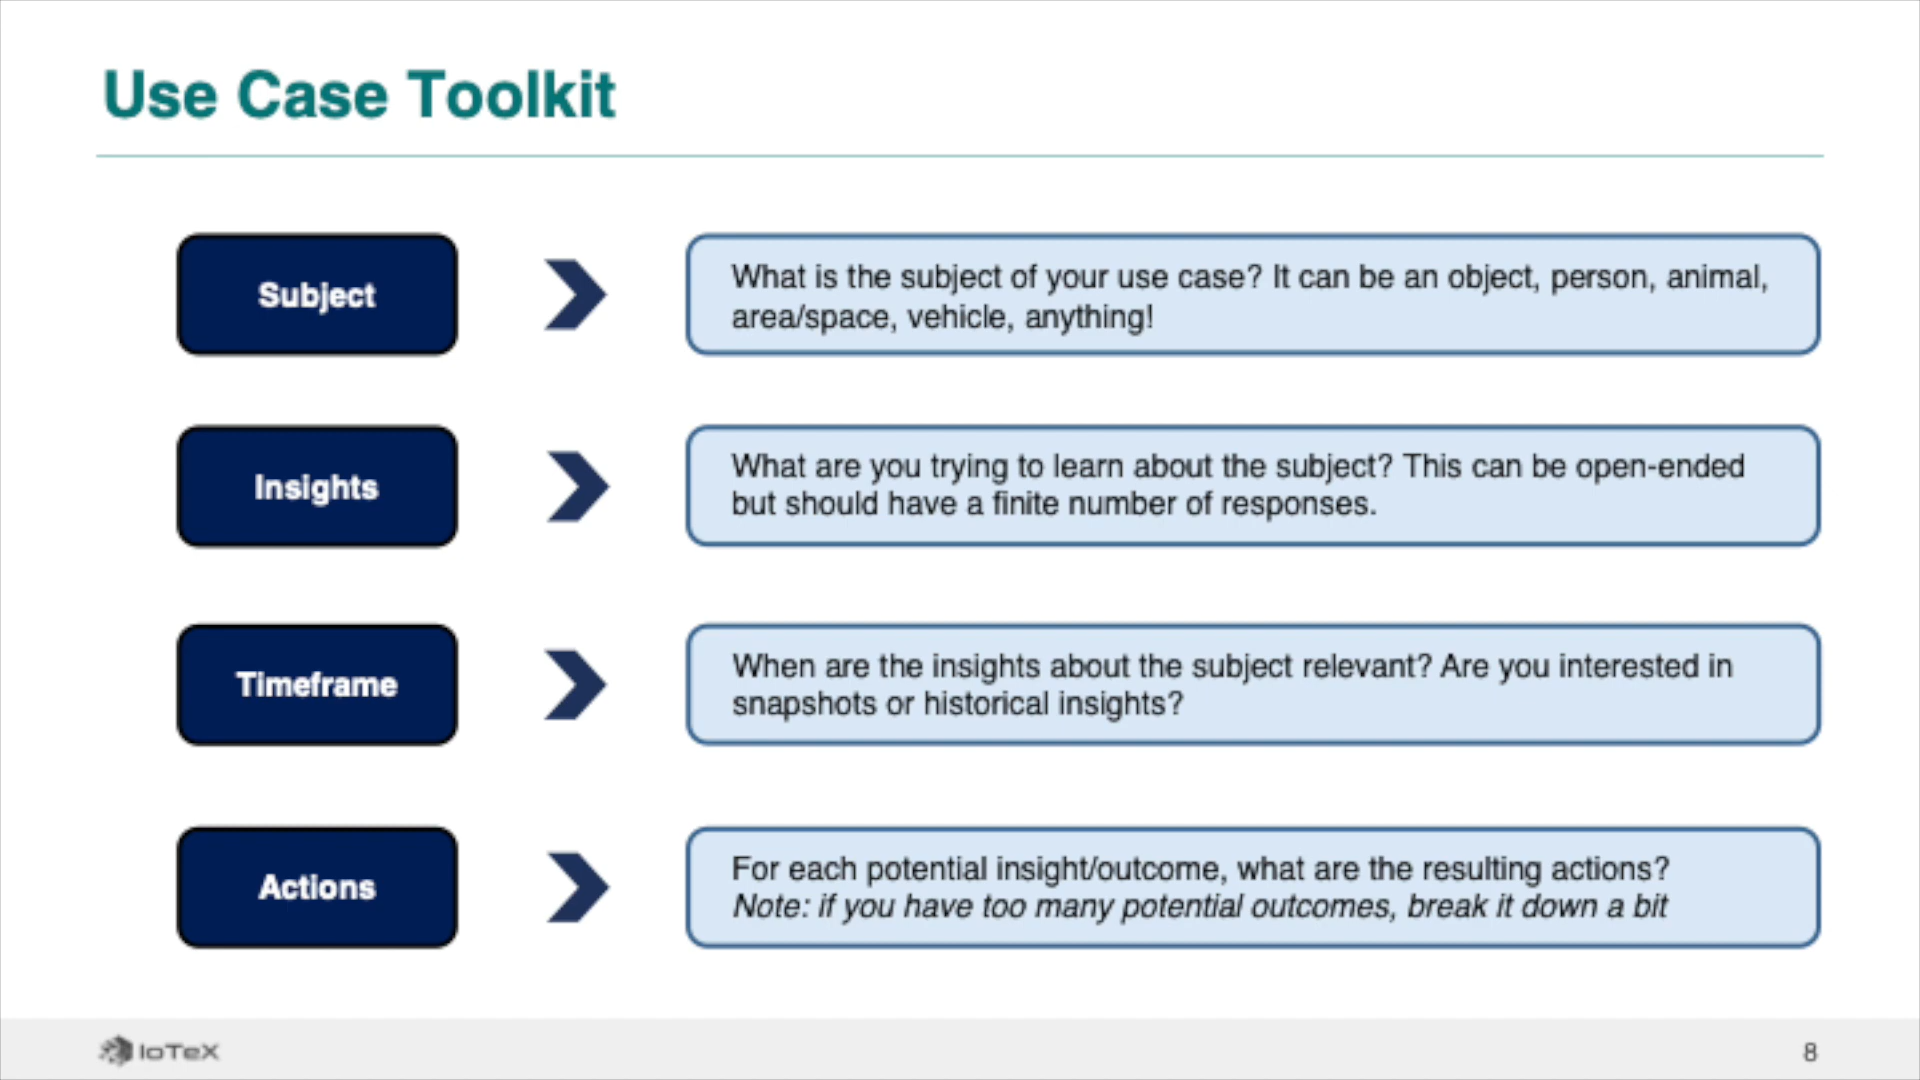 Use Case Toolkit
Subject
What is the subject of your use case? It can be an object, person, animal,
area/space, vehicle, anything!
Insights
What are you trying to learn about the subject? This can be open-ended
but should have a finite number of responses.
Timeframe
When are the insights about the subject relevant? Are you interested in
snapshots or historical insights?
Actions
For each potential insight/outcome, what are the resulting actions?
Note: if you have too many potential outcomes, break it down a bit
IoTeX
8